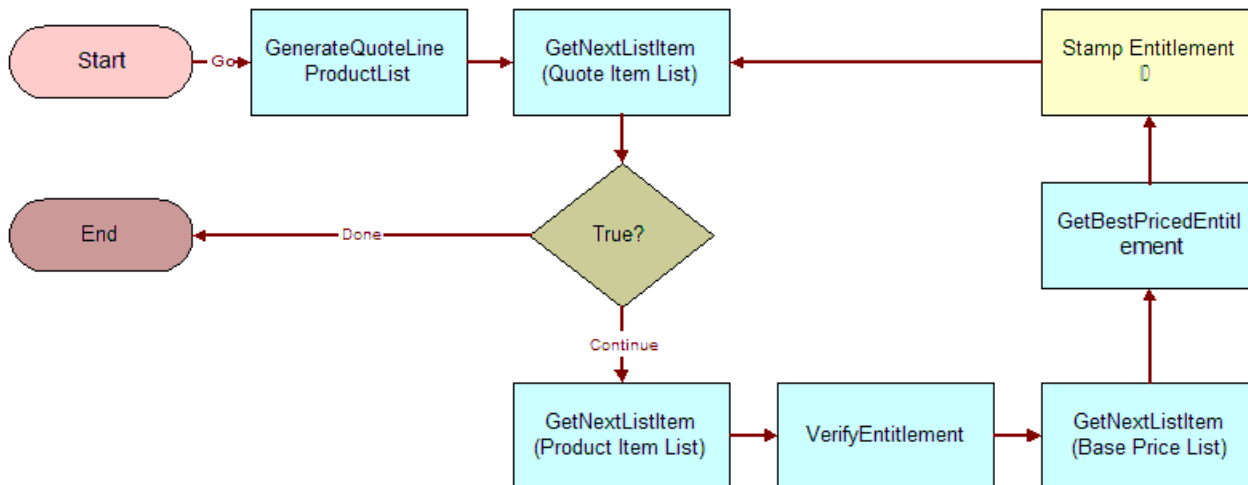 Start
Go
GenerateQuoteLine
ProductList
GetNextListItem
(Quote Item List)
Stamp Entitlement
End
Done
True?
GetBestPricedEntitl
ement
Continue
GetNextListItem
(Product Item List)
VerifyEntitlement
GetNextListItem
(Base Price List)